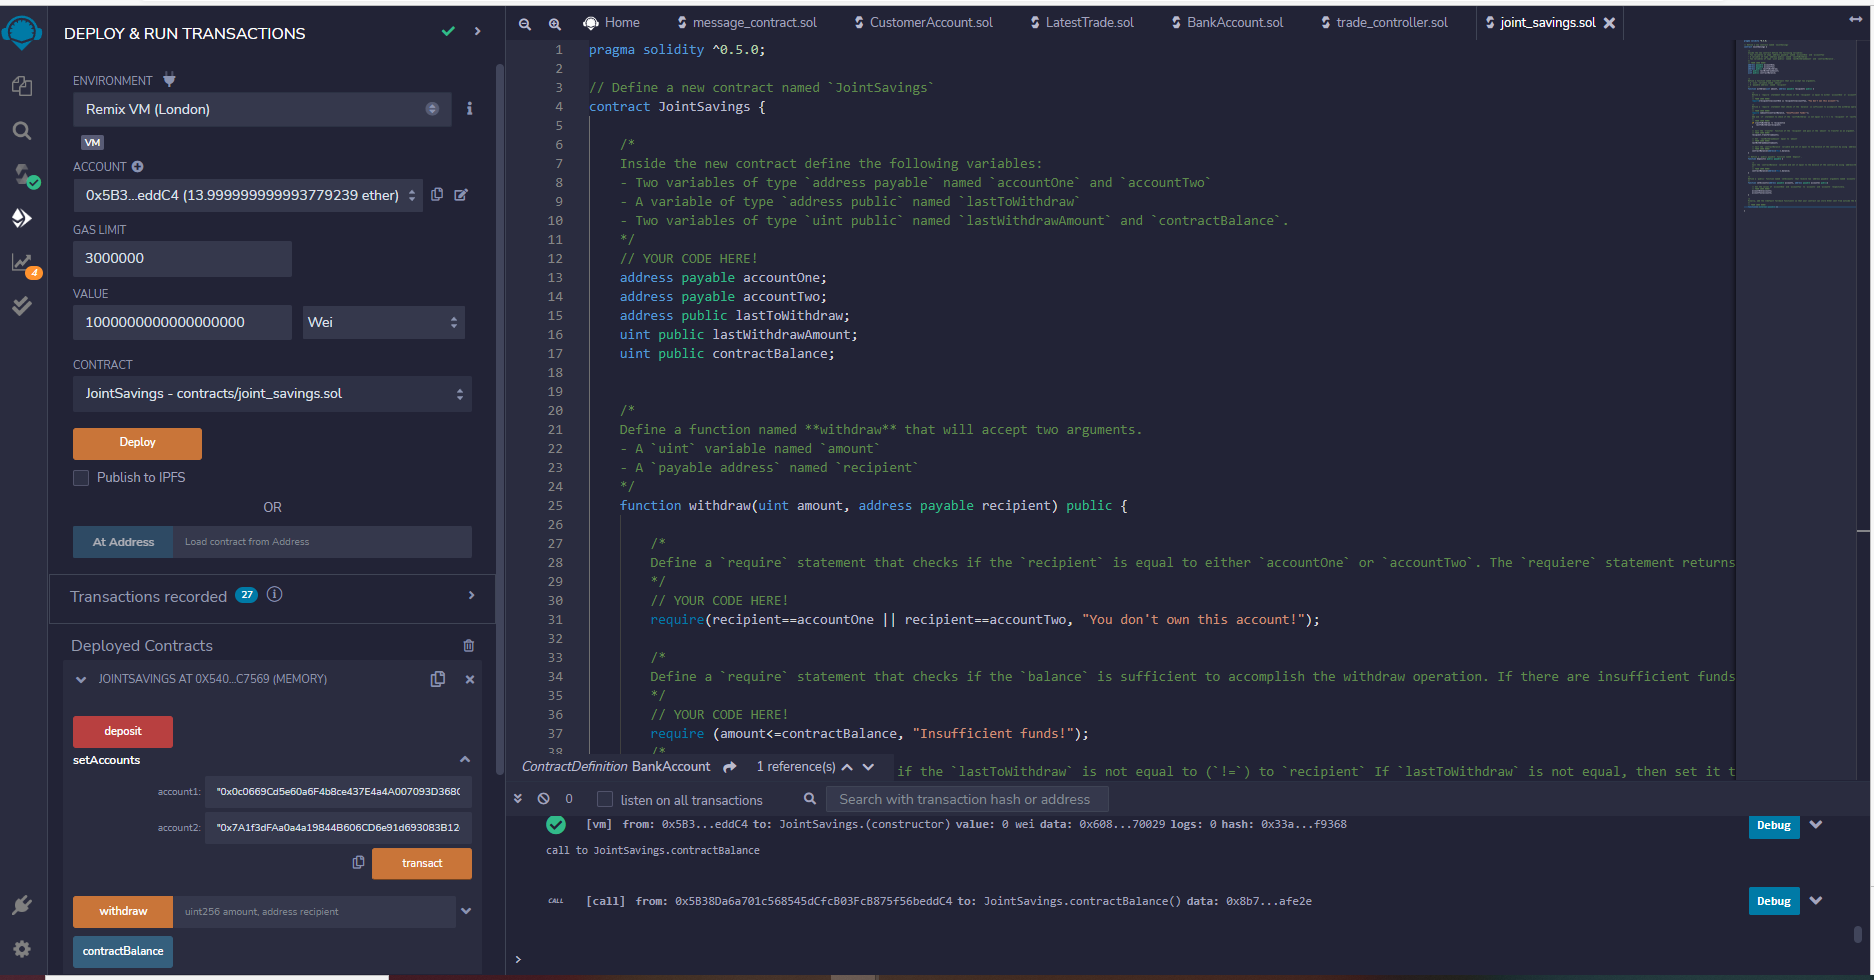 DEPLOY & RUN TRANSACTIONS
ENVIRONMENT
Remix VM (London)
VM
ACCOUNT
0x5B3...eddC4 (13.999999999993779239 ether)
GAS LIMIT
3000000
VALUE
1000000000000000000
Wei
CONTRACT
JointSavings - contracts/joint_savings.sol
Deploy
Publish to IPFS
OR
At Address
Load contract from Address
Transactions recorded 27
Deployed Contracts
JOINTSAVINGS AT 0X540...C7569 (MEMORY)
deposit
setAccounts
account1: "0x0c0669Cd5e60a6F4b8ce437E4a4A007093D368C
account2: "0x7A1f3dFAa0a4a19844B606CD6e91d693083B12
transact
withdraw
uint256 amount, address recipient
contractBalance
4
Home
message_contract.sol
CustomerAccount.sol
LatestTrade.sol
BankAccount.sol
trade_controller.sol
joint_savings.sol
1 pragma solidity ^0.5.0;
2
3 // Define a new contract named `JointSavings`
4 contract JointSavings {
5
6 /*
7 Inside the new contract define the following variables:
8 - Two variables of type `address payable` named `accountOne` and `accountTwo`
9 - A variable of type `address public` named `lastToWithdraw`
10 - Two variables of type `uint public` named `lastWithdrawAmount` and `contractBalance`.
11 */
12 // YOUR CODE HERE!
13 address payable accountOne;
14 address payable accountTwo;
15 address public lastToWithdraw;
16 uint public lastWithdrawAmount;
17 uint public contractBalance;
18
19
20 /*
21 Define a function named **withdraw** that will accept two arguments.
22 - A `uint` variable named `amount`
23 - A `payable address` named `recipient`
24 */
25 function withdraw(uint amount, address payable recipient) public {
26
27 /*
28 Define a `require` statement that checks if the `recipient` is equal to either `accountOne` or `accountTwo`. The `requiere` statement returns
29 */
30 // YOUR CODE HERE!
31 require(recipient==accountOne || recipient==accountTwo, "You don't own this account!");
32
33 /*
34 Define a `require` statement that checks if the `balance` is sufficient to accomplish the withdraw operation. If there are insufficient funds
35 */
36 // YOUR CODE HERE!
37 require (amount<=contractBalance, "Insufficient funds!");
38 /*
ContractDefinition BankAccount 1 reference(s)
if the `lastToWithdraw` is not equal to (`!=`) to `recipient` If `lastToWithdraw` is not equal, then set it t
0
listen on all transactions
Search with transaction hash or address
[vm] from: 0x5B3...eddC4 to: JointSavings.(constructor) value: 0 wei data: 0x608...70029 logs: 0 hash: 0x33a...f9368
Debug
call to JointSavings.contractBalance
CALL [call] from: 0x5B38Da6a701c568545dCfcB03FcB875f56beddC4 to: JointSavings.contractBalance() data: 0x8b7...afe2e
Debug
>